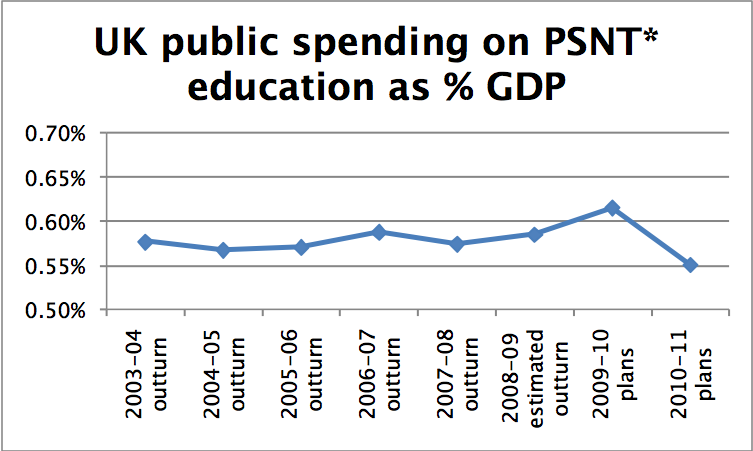 UK public spending on PSNT*
education as % GDP
0.70%
0.65%
0.60%
0.55%
0.50%
2003-04
outturn
2004-05
outturn
2005-06
outturn
2006-07
outturn
2007-08
outturn
2008-09
estimated
outturn
2009-10
plans
2010-11
plans